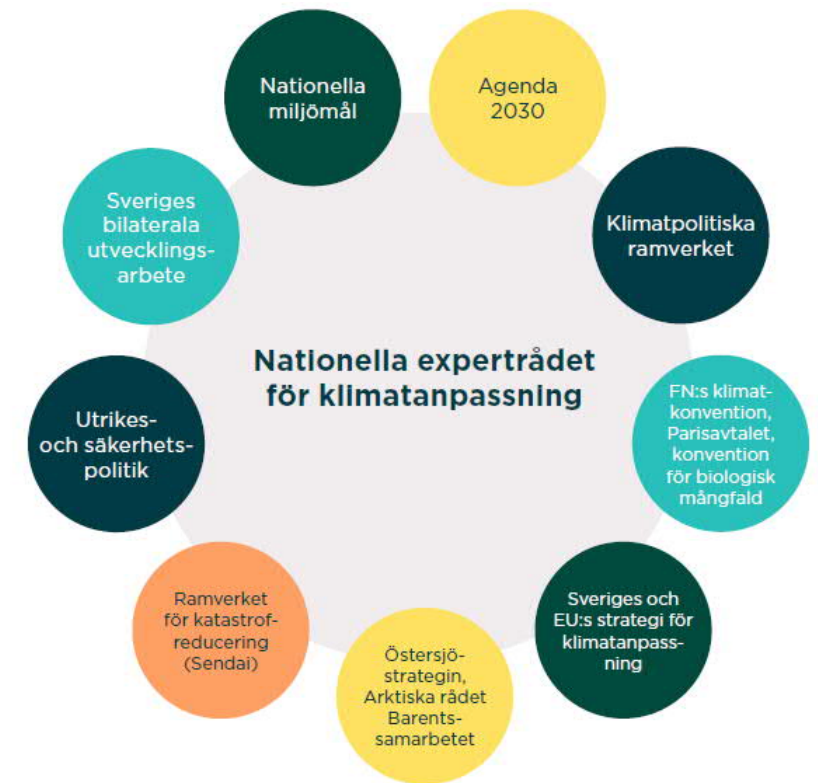 Nationella
miljömål
Agenda
2030
Klimatpolitiska
ramverket
FN:s klimat-
konvention,
Parisavtalet,
konvention
för biologisk
mångfald
Sveriges och
EU:s strategi för
klimatanpass-
ning
Östersjö-
strategin,
Arktiska rådet
Barents-
samarbetet
Ramverket
för katastrof-
reducering
(Sendai)
Utrikes-
och säkerhets-
politik
Sveriges
bilaterala
utvecklings-
arbete
Nationella expertrådet
för klimatanpassning